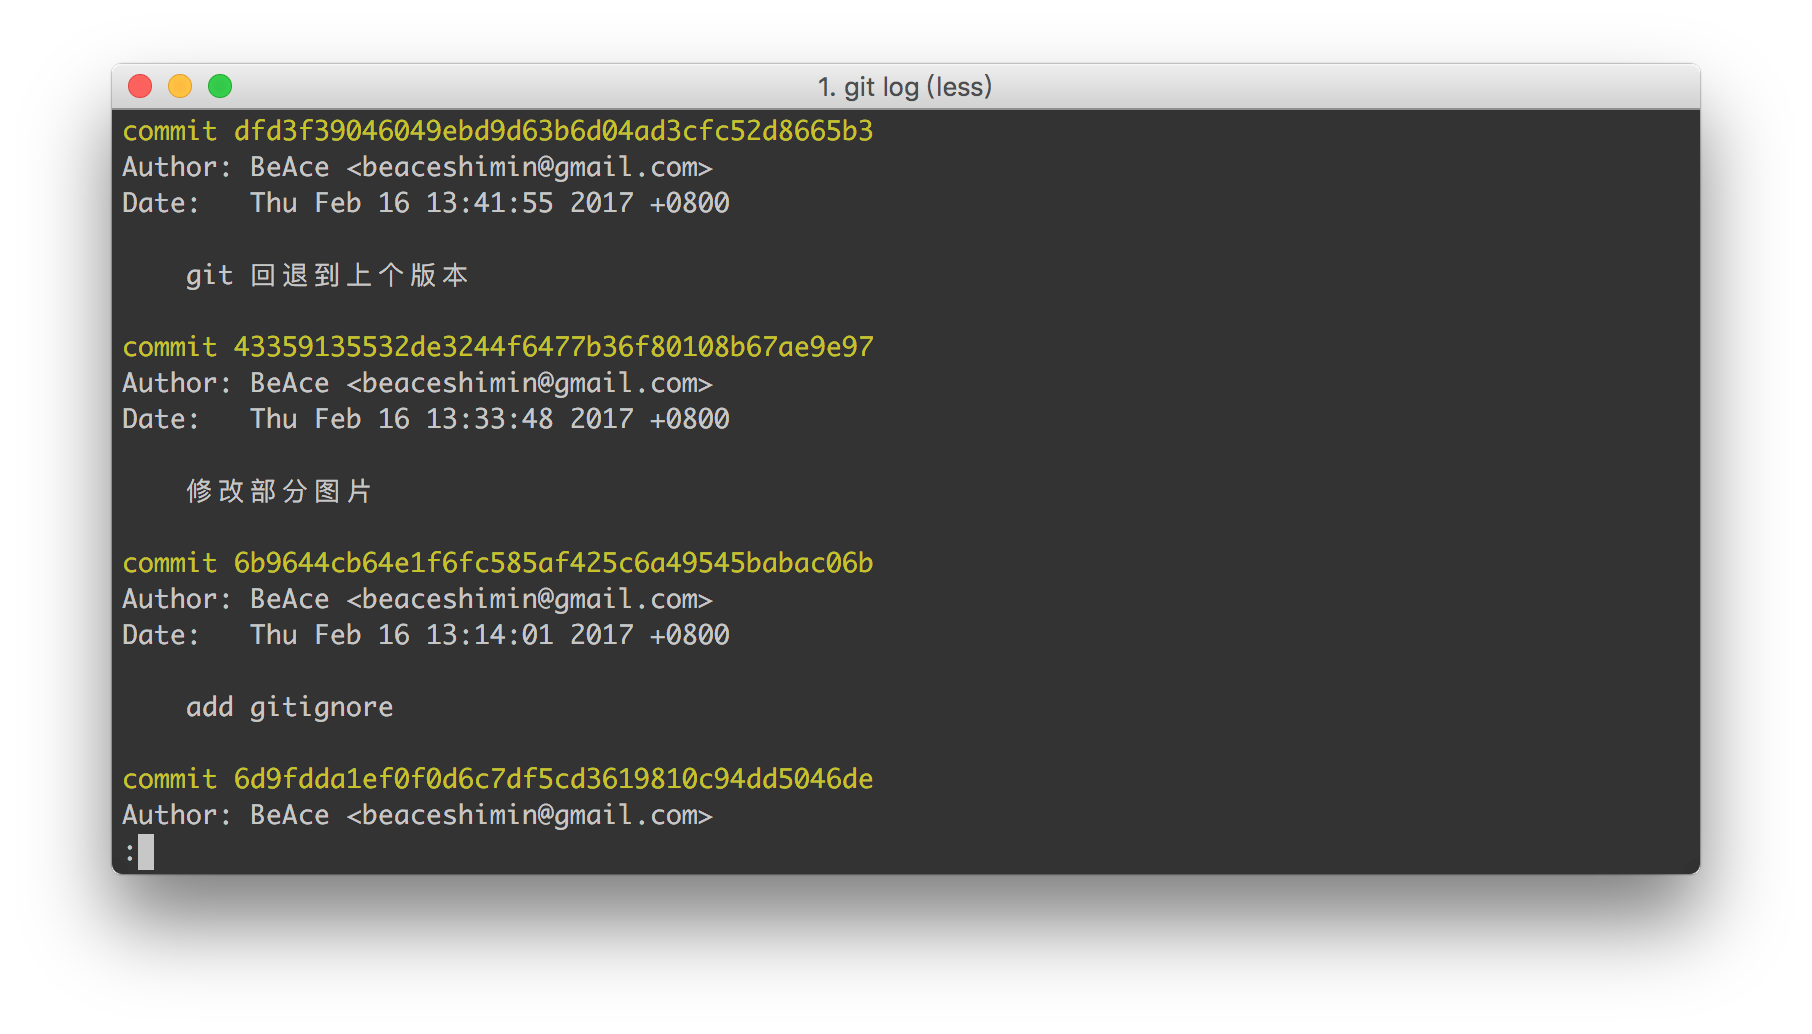 1. git log (less)
commit dfd3f39046049ebd9d63b6d04ad3cfc52d8665b3
Author: BeAce <beaceshimin@gmail.com>
Date:   Thu Feb 16 13:41:55 2017 +0800
    git 回退到上个版本
commit 43359135532de3244f6477b36f80108b67ae9e97
Author: BeAce <beaceshimin@gmail.com>
Date:   Thu Feb 16 13:33:48 2017 +0800
    修改部分图片
commit 6b9644cb64e1f6fc585af425c6a49545babac06b
Author: BeAce <beaceshimin@gmail.com>
Date:   Thu Feb 16 13:14:01 2017 +0800
    add gitignore
commit 6d9fdda1ef0f0d6c7df5cd3619810c94dd5046de
Author: BeAce <beaceshimin@gmail.com>
: